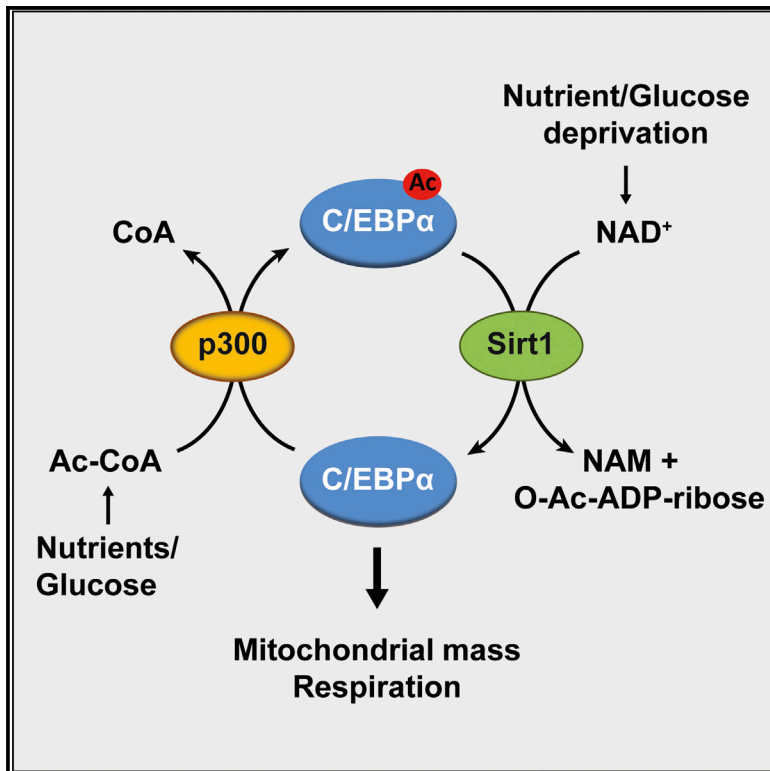 Nutrient/Glucose
deprivation
Ac
C/EBPα
CoA
NAD⁺
p300
Sirt1
Ac-CoA
C/EBPα
NAM +
O-Ac-ADP-ribose
Nutrients/
Glucose
Mitochondrial mass
Respiration